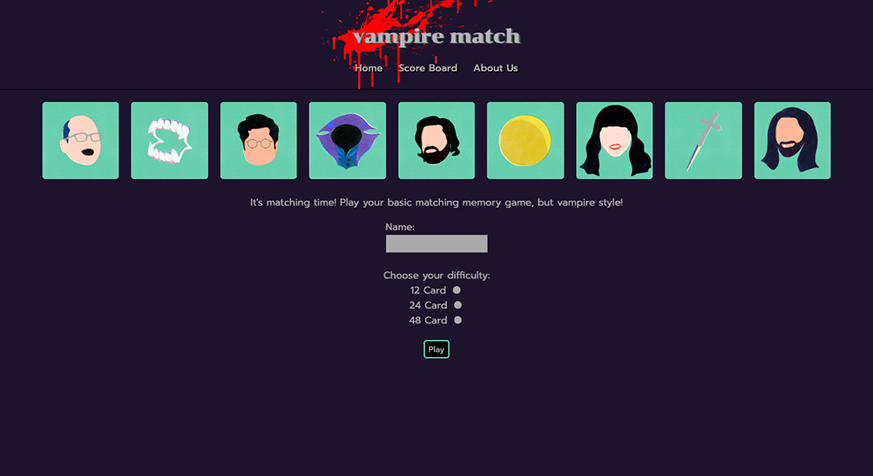 vampire match
Home Score Board About Us
It's matching time! Play your basic matching memory game, but vampire style!
Name:
Choose your difficulty:
12 Card
24 Card
48 Card
Play